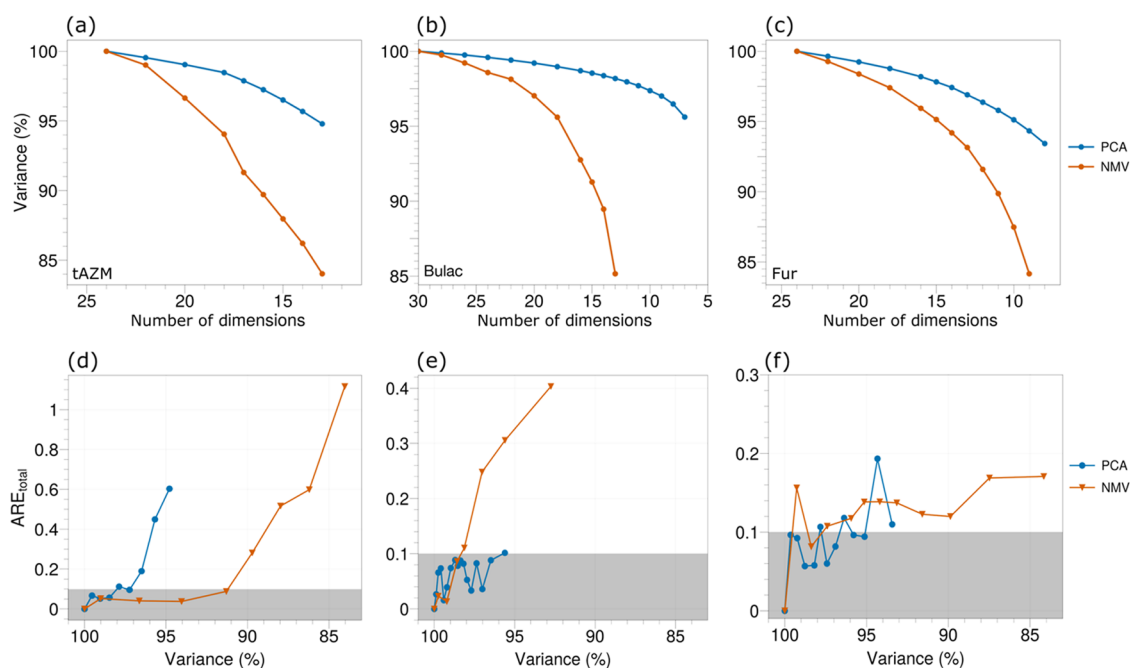 (a)
(b)
(c)
Variance (%)
100
95
90
85
tAZM
25
20
15
Number of dimensions
100
95
90
85
Bulac
30
25
20
15
10
5
Number of dimensions
100
95
90
85
Fur
25
20
15
10
Number of dimensions
PCA
NMV
(d)
(e)
(f)
AREtotal
1
0.8
0.6
0.4
0.2
0
100
95
90
85
Variance (%)
0.4
0.3
0.2
0.1
0
100
95
90
85
Variance (%)
0.3
0.2
0.1
0
100
95
90
85
Variance (%)
PCA
NMV